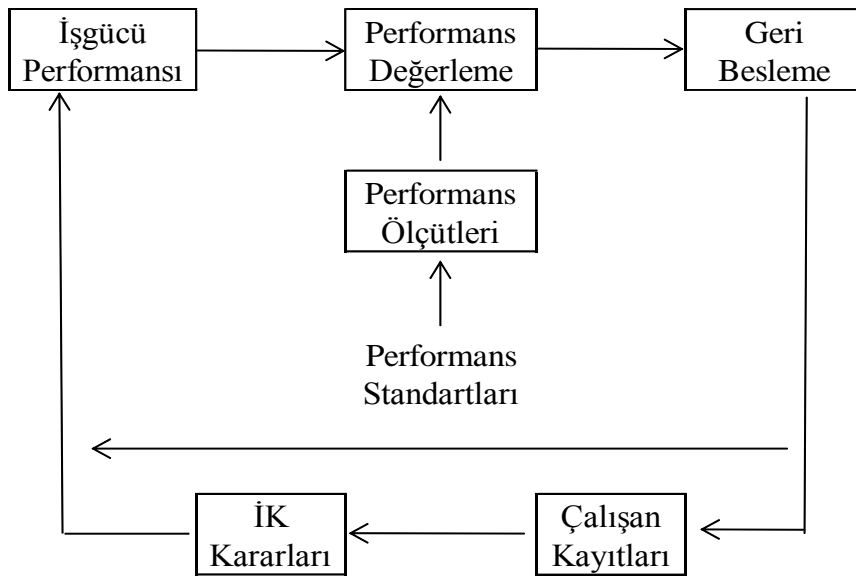 İşgücü
Performansı
Performans
Değerleme
Geri
Besleme
Performans
Ölçütleri
Performans
Standartları
İK
Kararları
Çalışan
Kayıtları